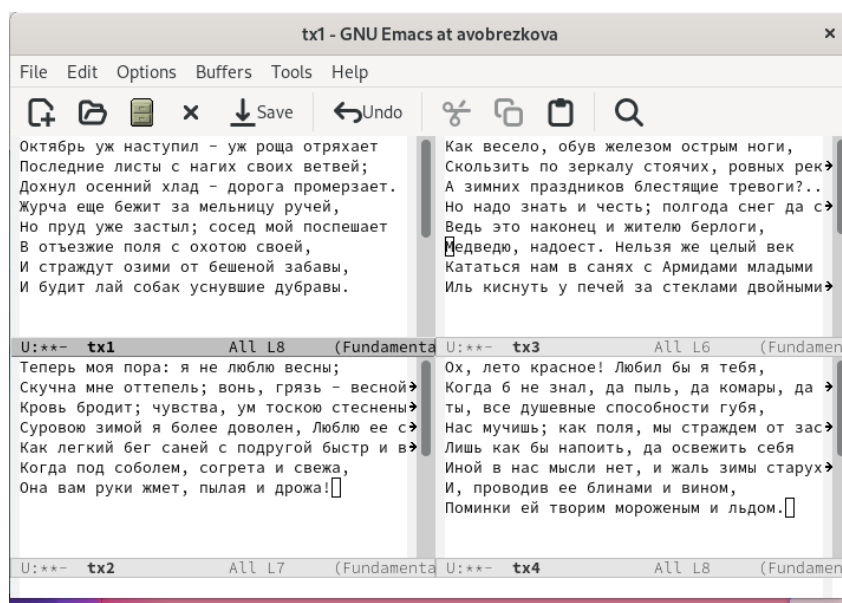 tx1 - GNU Emacs at avobrezkova
File Edit Options Buffers Tools Help
Save Undo
Октябрь уж наступил - уж роща отряхает
Последние листы с нагих своих ветвей;
Дохнул осенний хлад - дорога промерзает.
Журча еще бежит за мельницу ручей,
Но пруд уже застыл; сосед мой поспешает
В отъезжие поля с охотою своей,
И страждут озими от бешеной забавы,
И будит лай собак уснувшие дубравы.
U:**- tx1 All L8 (Fundamenta
Как весело, обув железом острым ноги,
Скользить по зеркалу стоячих, ровных рек
А зимних праздников блестящие тревоги?..
Но надо знать и честь; полгода снег да с
Ведь это наконец и жителю берлоги,
Медведю, надоест. Нельзя же целый век
Кататься нам в санях с Армидами младыми
Иль киснуть у печей за стеклами двойными
U:**- tx3 All L6 (Fundamen
Теперь моя пора: я не люблю весны;
Скучна мне оттепель; вонь, грязь - весной
Кровь бродит; чувства, ум тоскою стеснены
Суровою зимой я более доволен, Люблю ее с
Как легкий бег саней с подругой быстр и в
Когда под соболем, согрета и свежа,
Она вам руки жмет, пылая и дрожа!
U:**- tx2 All L7 (Fundamenta
Ох, лето красное! Любил бы я тебя,
Когда б не знал, да пыль, да комары, да
ты, все душевные способности губя,
Нас мучишь; как поля, мы страждем от зас
Лишь как бы напоить, да освежить себя
Иной в нас мысли нет, и жаль зимы старух
И, проводив ее блинами и вином,
Поминки ей творим мороженым и льдом.
U:**- tx4 All L8 (Fundamen